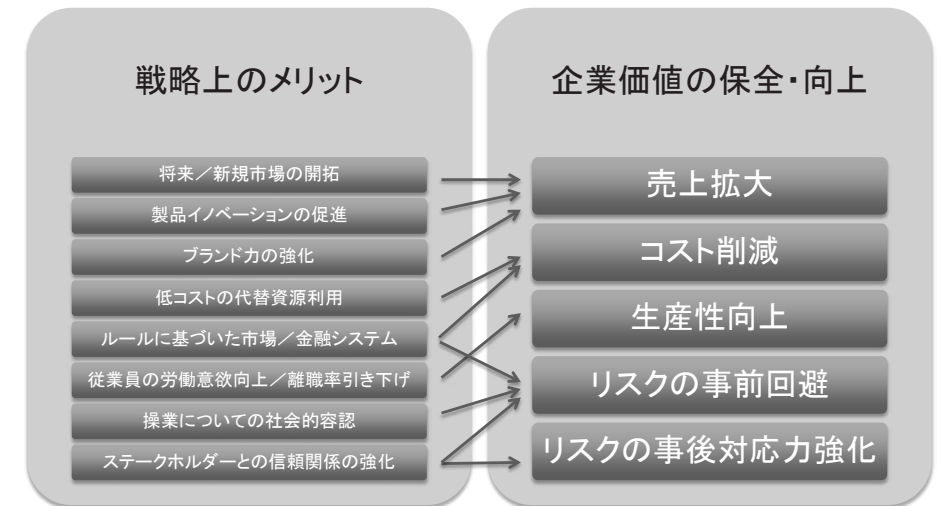 戦略上のメリット
将来／新規市場の開拓
製品イノベーションの促進
ブランド力の強化
低コストの代替資源利用
ルールに基づいた市場／金融システム
従業員の労働意欲向上／離職率引き下げ
操業についての社会的容認
ステークホルダーとの信頼関係の強化
企業価値の保全・向上
売上拡大
コスト削減
生産性向上
リスクの事前回避
リスクの事後対応力強化